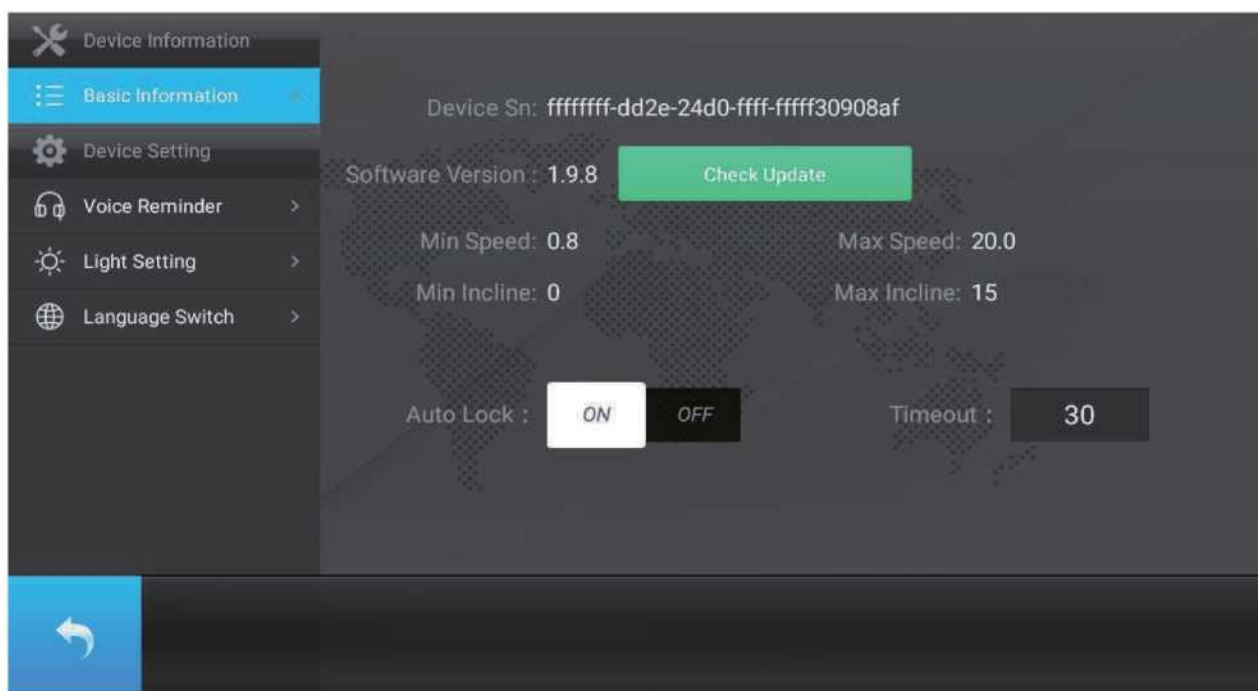 Device Information
Basic Information
Device Setting
Voice Reminder
Light Setting
Language Switch
Device Sn: ffffffff-dd2e-24d0-ffff-fffff30908af
Software Version : 1.9.8 Check Update
Min Speed: 0.8 Max Speed: 20.0
Min Incline: 0 Max Incline: 15
Auto Lock : ON OFF Timeout : 30